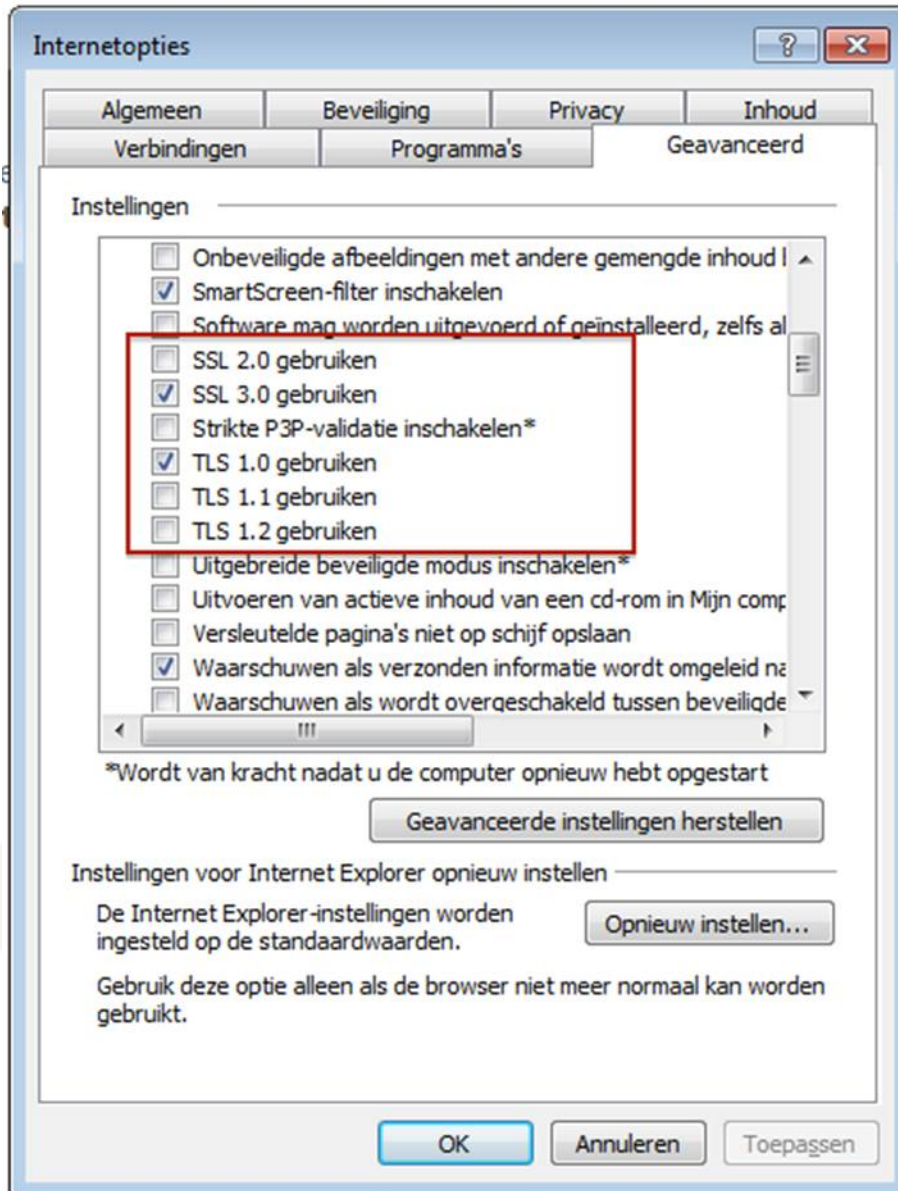 Internetopties
Algemeen Beveiliging Privacy Inhoud
Verbindingen Programma's Geavanceerd
Instellingen
Onbeveiligde afbeeldingen met andere gemengde inhoud
SmartScreen-filter inschakelen
Software mag worden uitgevoerd of geïnstalleerd, zelfs al
SSL 2.0 gebruiken
SSL 3.0 gebruiken
Strikte P3P-validatie inschakelen*
TLS 1.0 gebruiken
TLS 1.1 gebruiken
TLS 1.2 gebruiken
Uitgebreide beveiligde modus inschakelen*
Uitvoeren van actieve inhoud van een cd-rom in Mijn comp
Versleutelde pagina's niet op schijf opslaan
Waarschuwen als verzonden informatie wordt omgeleid na
Waarschuwen als wordt overgeschakeld tussen beveiligde
*Wordt van kracht nadat u de computer opnieuw hebt opgestart
Geavanceerde instellingen herstellen
Instellingen voor Internet Explorer opnieuw instellen
De Internet Explorer-instellingen worden
ingesteld op de standaardwaarden.
Opnieuw instellen...
Gebruik deze optie alleen als de browser niet meer normaal kan worden
gebruikt.
OK Annuleren Toepassen